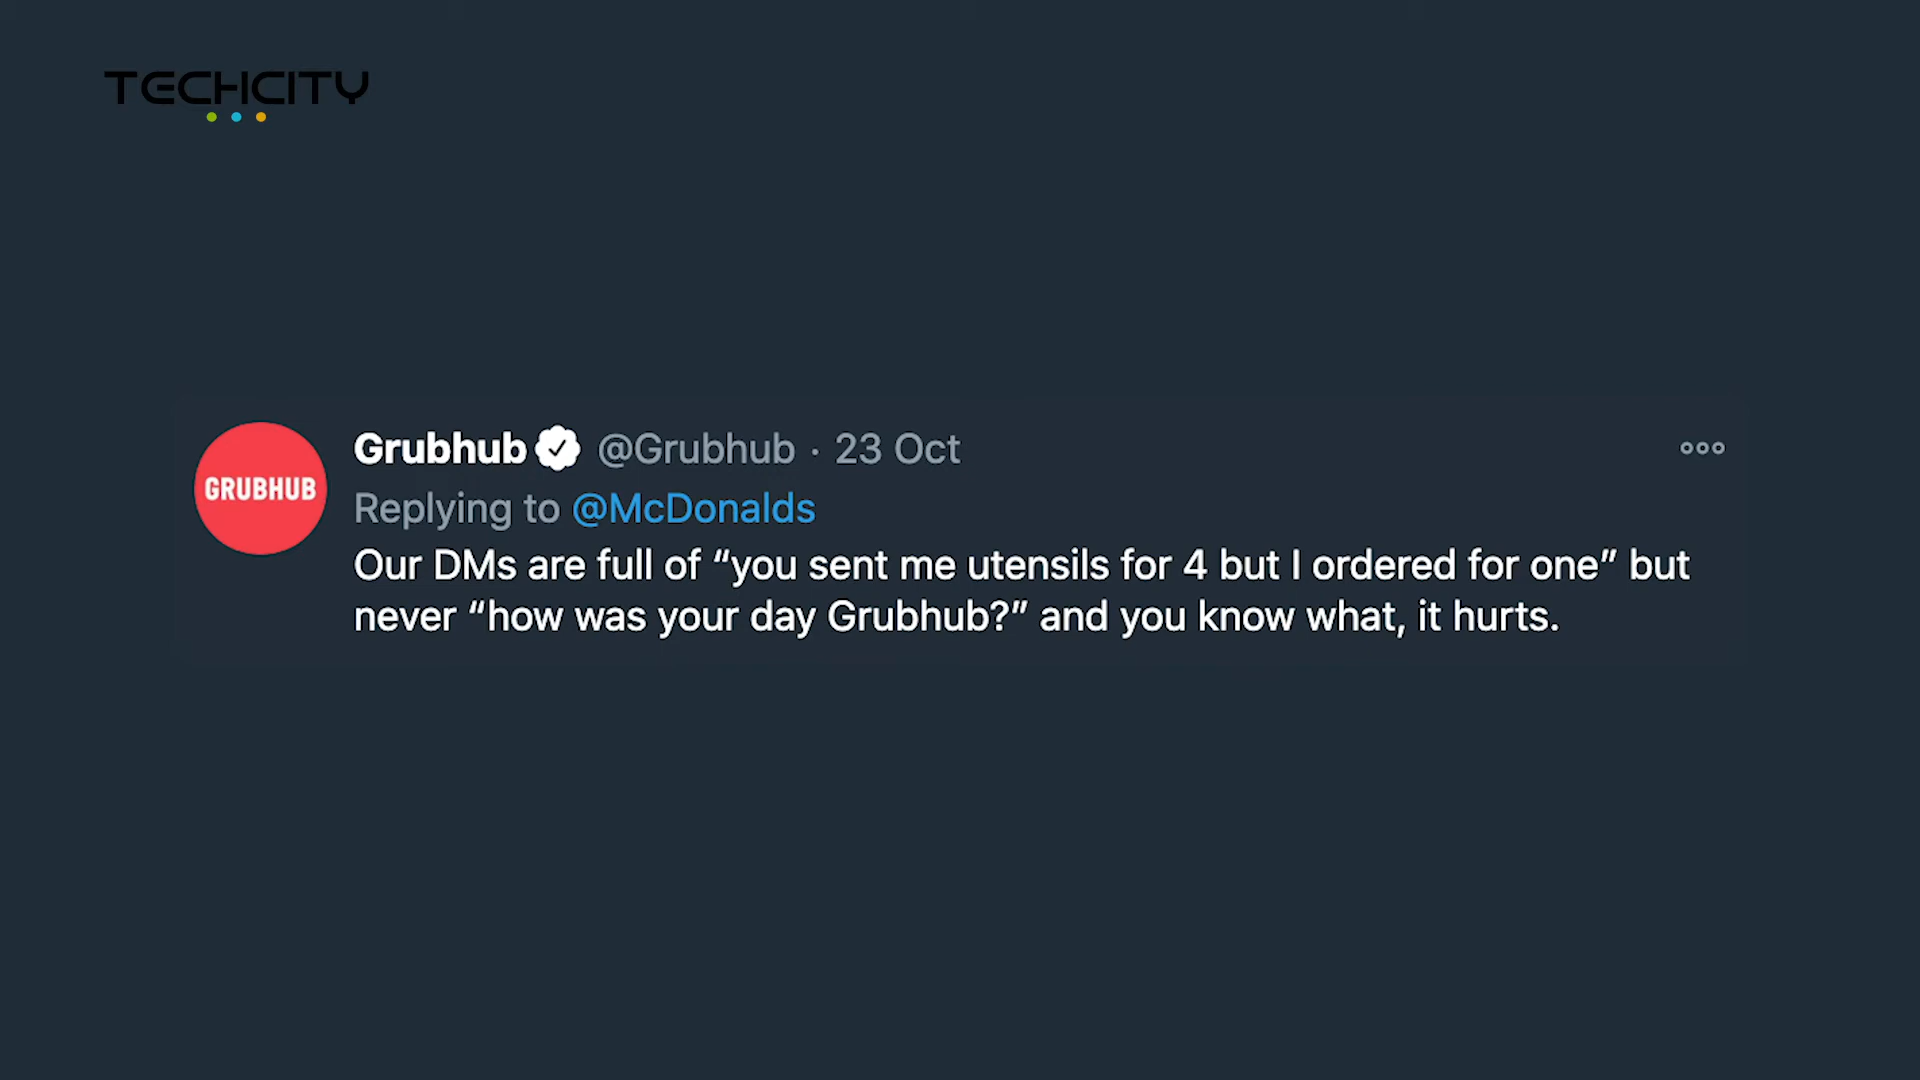 TECHCITY
GRUBHUB
Grubhub @Grubhub · 23 Oct
Replying to @McDonalds
Our DMs are full of “you sent me utensils for 4 but I ordered for one” but
never “how was your day Grubhub?” and you know what, it hurts.